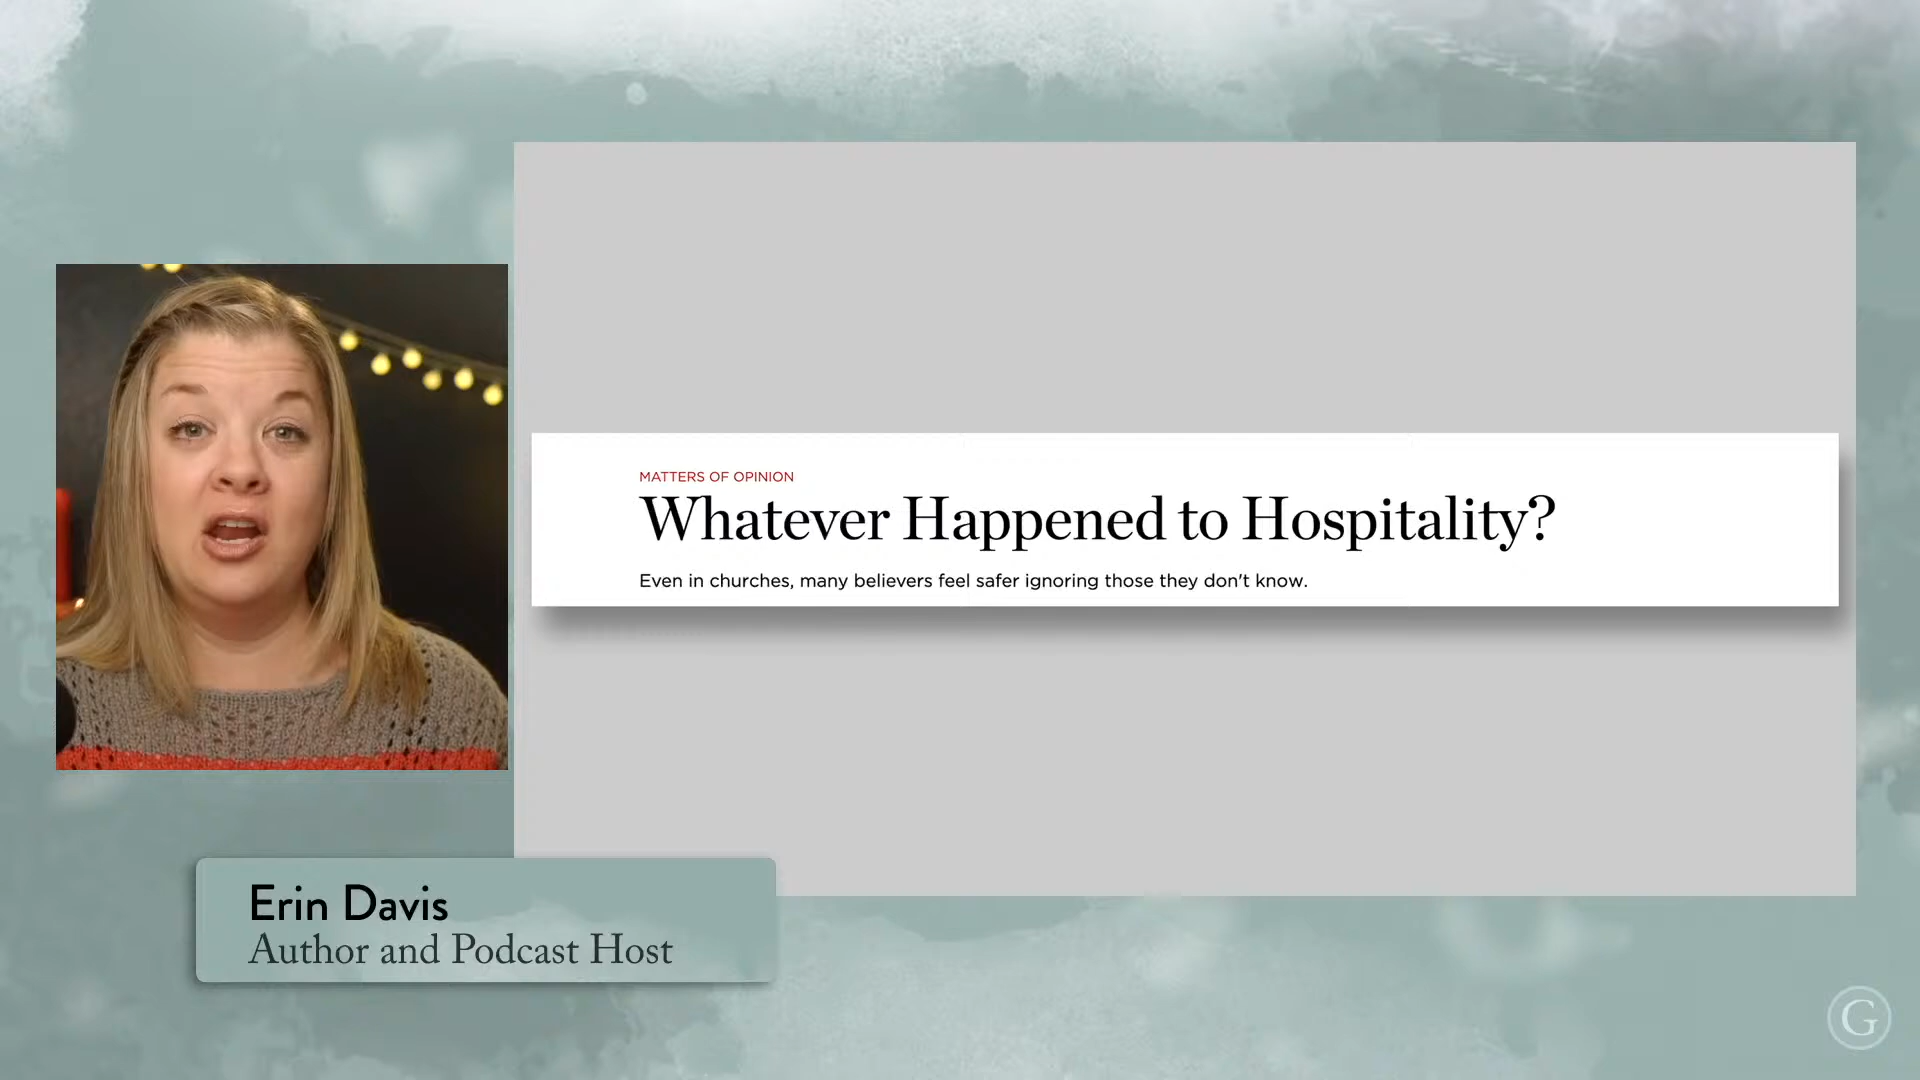 MATTERS OF OPINION
Whatever Happened to Hospitality?
Even in churches, many believers feel safer ignoring those they don't know.
Erin Davis
Author and Podcast Host
G